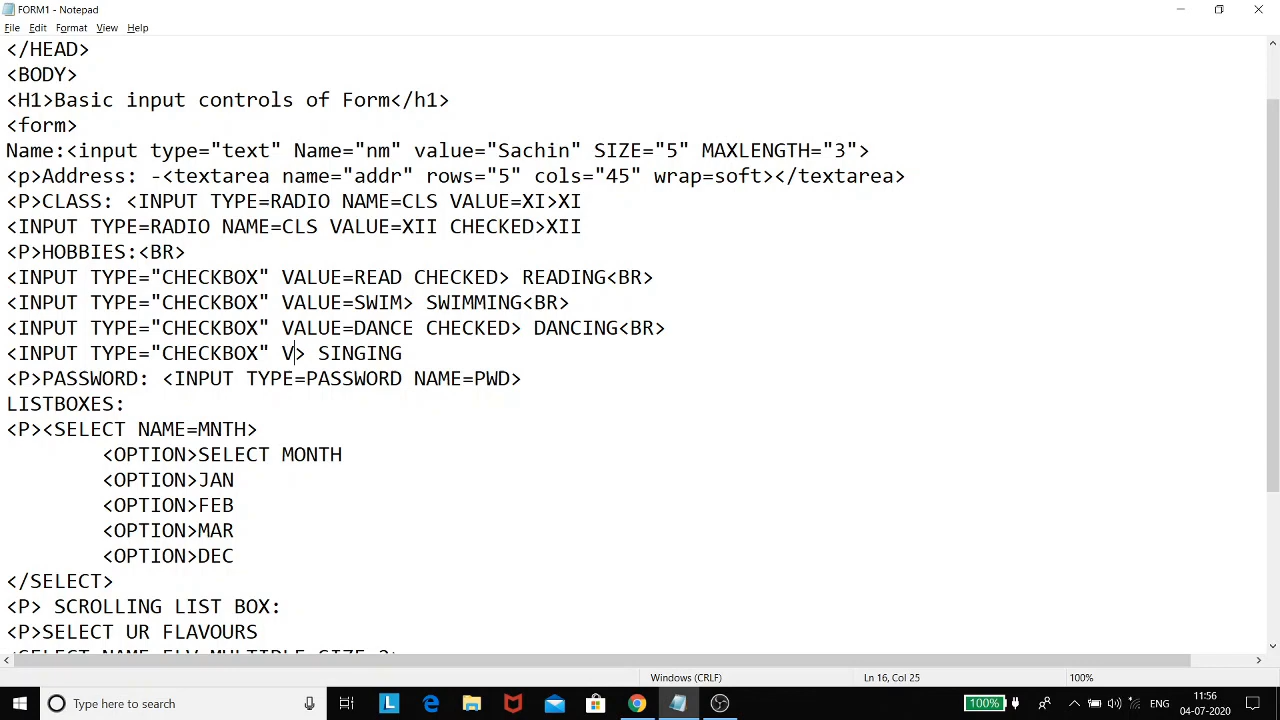 FORM1 - Notepad
File Edit Format View Help
</HEAD>
<BODY>
<H1>Basic input controls of Form</h1>
<form>
Name:<input type="text" Name="nm" value="Sachin" SIZE="5" MAXLENGTH="3">
<p>Address: -<textarea name="addr" rows="5" cols="45" wrap=soft></textarea>
<P>CLASS: <INPUT TYPE=RADIO NAME=CLS VALUE=XI>XI
<INPUT TYPE=RADIO NAME=CLS VALUE=XII CHECKED>XII
<P>HOBBIES:<BR>
<INPUT TYPE="CHECKBOX" VALUE=READ CHECKED> READING<BR>
<INPUT TYPE="CHECKBOX" VALUE=SWIM> SWIMMING<BR>
<INPUT TYPE="CHECKBOX" VALUE=DANCE CHECKED> DANCING<BR>
<INPUT TYPE="CHECKBOX" V> SINGING
<P>PASSWORD: <INPUT TYPE=PASSWORD NAME=PWD>
LISTBOXES:
<P><SELECT NAME=MNTH>
<OPTION>SELECT MONTH
<OPTION>JAN
<OPTION>FEB
<OPTION>MAR
<OPTION>DEC
</SELECT>
<P> SCROLLING LIST BOX:
<P>SELECT UR FLAVOURS
<SELECT NAME=FLV MULTIPLE SIZE=
Windows (CRLF) Ln 16, Col 25 100%
Type here to search 100% ENG 11:56
04-07-2020